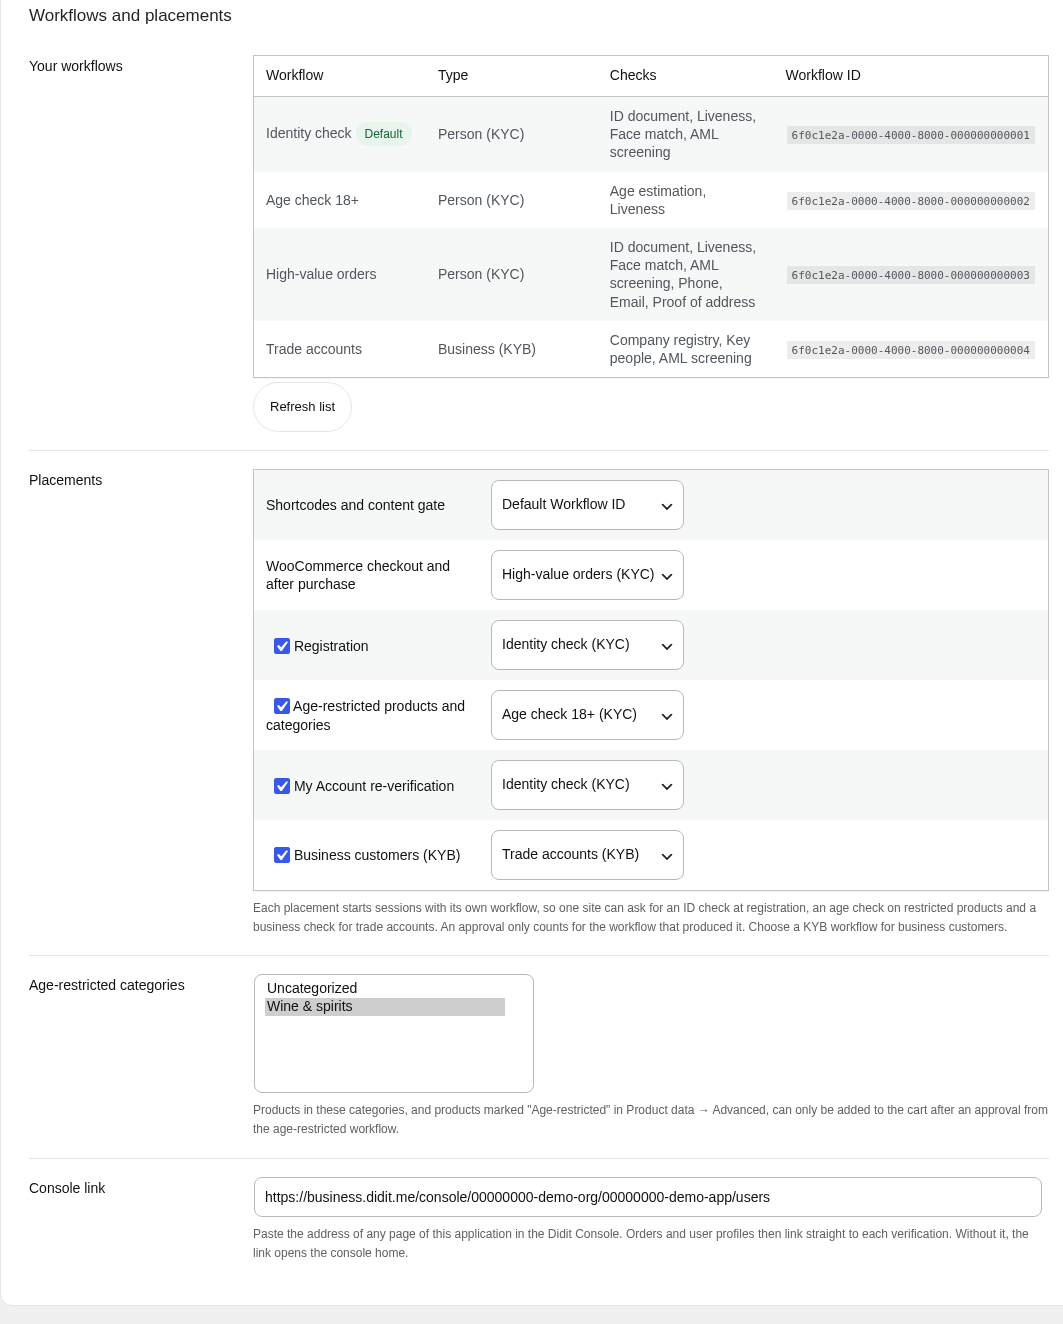 Workflows and placements
Your workflows
Workflow Type Checks Workflow ID
Identity check Default Person (KYC) ID document, Liveness,
Face match, AML
screening
6f0c1e2a-0000-4000-8000-000000000001
Age check 18+ Person (KYC) Age estimation,
Liveness
6f0c1e2a-0000-4000-8000-000000000002
High-value orders Person (KYC) ID document, Liveness,
Face match, AML
screening, Phone,
Email, Proof of address
6f0c1e2a-0000-4000-8000-000000000003
Trade accounts Business (KYB) Company registry, Key
people, AML screening
6f0c1e2a-0000-4000-8000-000000000004
Refresh list
Placements
Shortcodes and content gate Default Workflow ID
WooCommerce checkout and
after purchase
High-value orders (KYC)
Registration Identity check (KYC)
Age-restricted products and
categories
Age check 18+ (KYC)
My Account re-verification Identity check (KYC)
Business customers (KYB) Trade accounts (KYB)
Each placement starts sessions with its own workflow, so one site can ask for an ID check at registration, an age check on restricted products and a
business check for trade accounts. An approval only counts for the workflow that produced it. Choose a KYB workflow for business customers.
Age-restricted categories
Uncategorized
Wine & spirits
Products in these categories, and products marked "Age-restricted" in Product data → Advanced, can only be added to the cart after an approval from
the age-restricted workflow.
Console link
https://business.didit.me/console/00000000-demo-org/00000000-demo-app/users
Paste the address of any page of this application in the Didit Console. Orders and user profiles then link straight to each verification. Without it, the
link opens the console home.